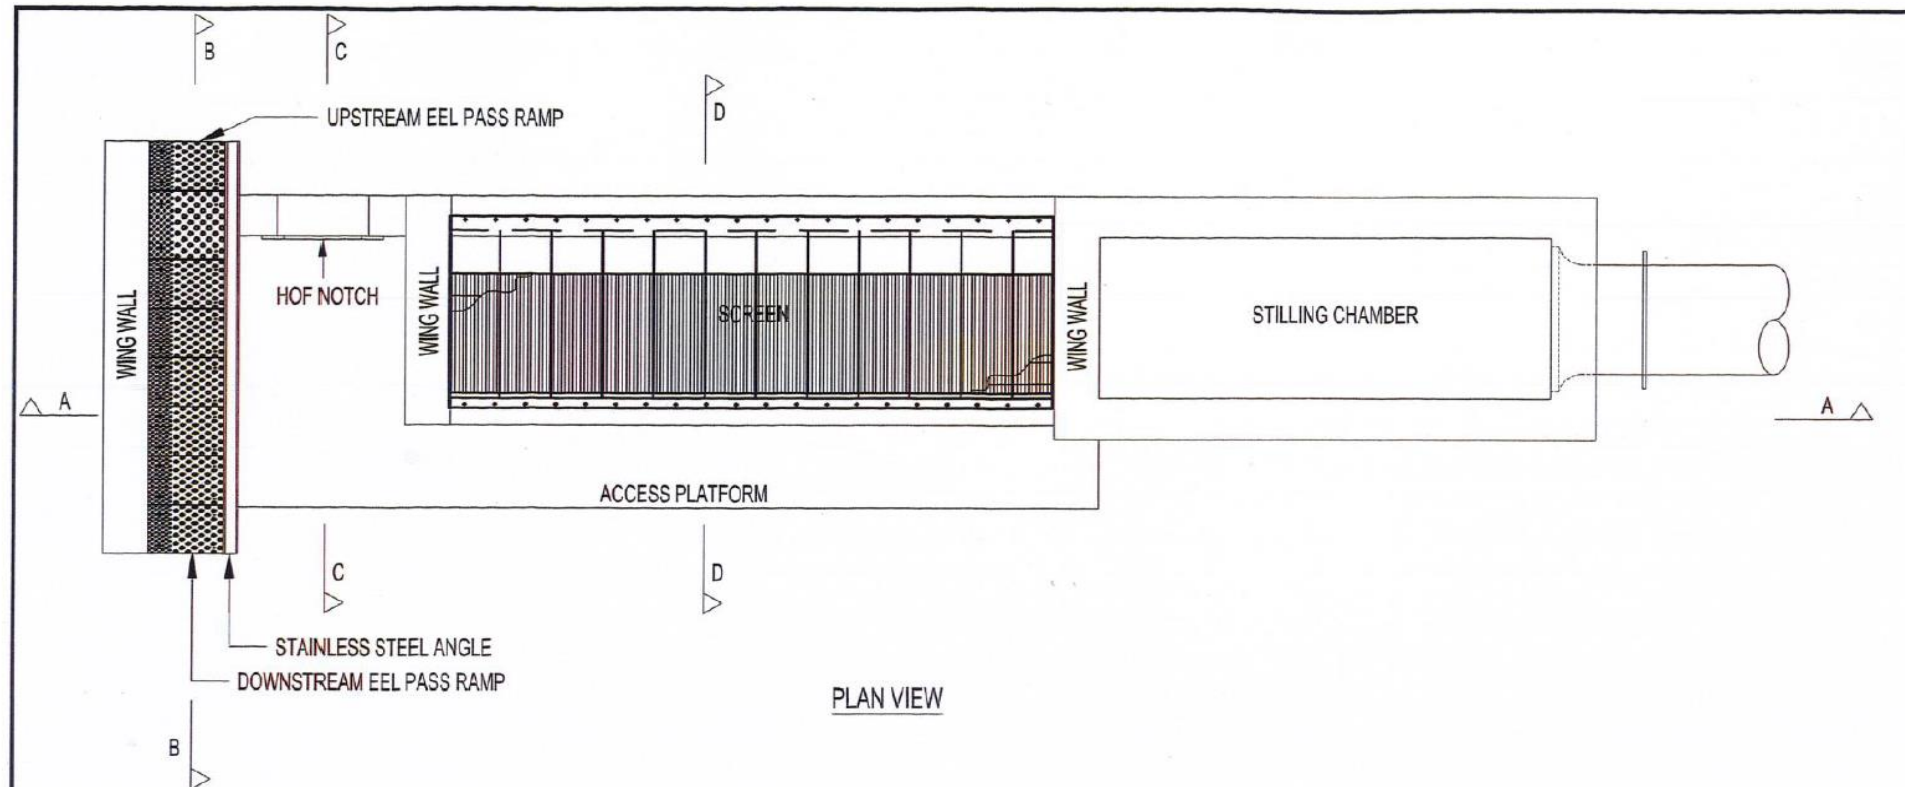 B
C
D
UPSTREAM EEL PASS RAMP
HOF NOTCH
WING WALL
WING WALL
SCREEN
WING WALL
STILLING CHAMBER
A
A
ACCESS PLATFORM
C
D
STAINLESS STEEL ANGLE
DOWNSTREAM EEL PASS RAMP
PLAN VIEW
B